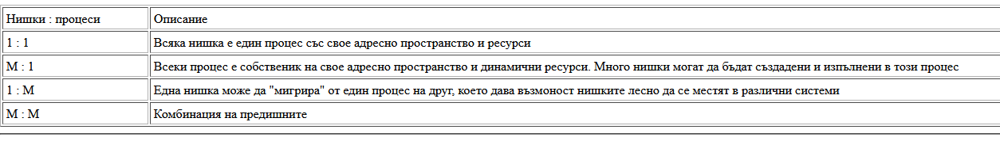 Нишки : процеси Описание
1 : 1 Всяка нишка е един процес със свое адресно пространство и ресурси
М : 1 Всеки процес е собственик на свое адресно пространство и динамични ресурси. Много нишки могат да бъдат създадени и изпълнени в този процес
1 : М Една нишка може да "мигрира" от един процес на друг, което дава възмоност нишките лесно да се местят в различни системи
М : М Комбинация на предишните